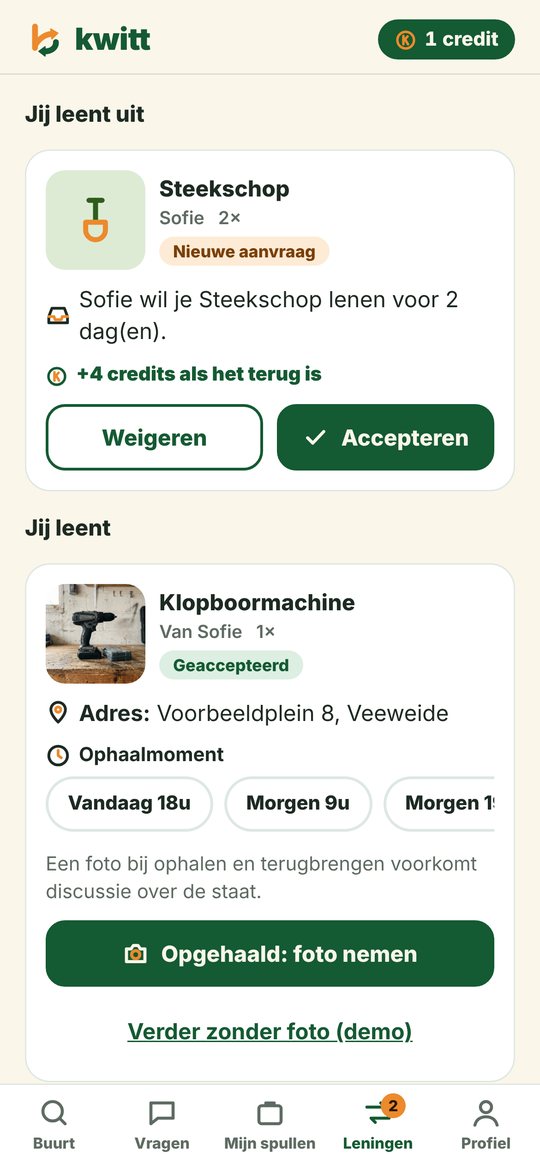 kwitt
1 credit
Jij leent uit
Steekschop
Sofie 2×
Nieuwe aanvraag
Sofie wil je Steekschop lenen voor 2
dag(en).
+4 credits als het terug is
Weigeren
Accepteren
Jij leent
Klopboormachine
Van Sofie 1×
Geaccepteerd
Adres: Voorbeeldplein 8, Veeweide
Ophaalmoment
Vandaag 18u
Morgen 9u
Morgen
Een foto bij ophalen en terugbrengen voorkomt
discussie over de staat.
Opgehaald: foto nemen
Verder zonder foto (demo)
2
Buurt
Vragen
Mijn spullen
Leningen
Profiel